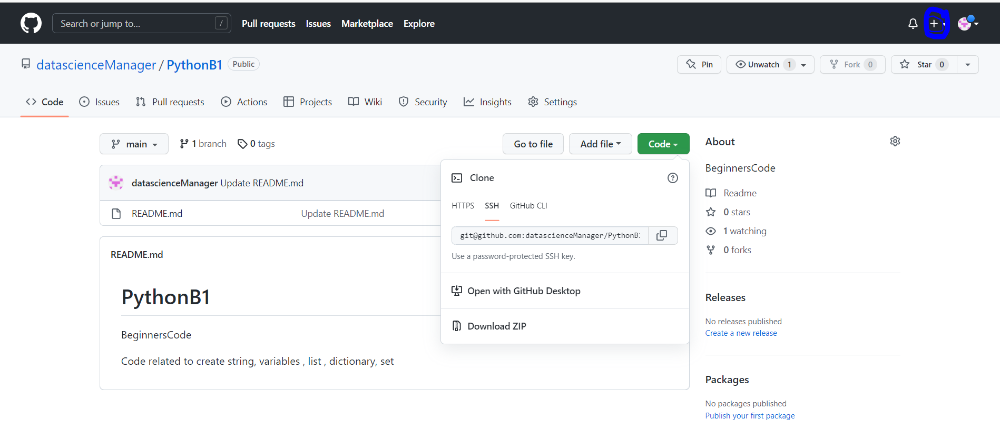 Search or jump to... /
Pull requests Issues Marketplace Explore
datascienceManager / PythonB1 Public
Pin
Unwatch 1
Fork 0
Star 0
Code Issues Pull requests Actions Projects Wiki Security Insights Settings
main 1 branch 0 tags
Go to file Add file Code
datascienceManager Update README.md
README.md Update README.md
README.md
PythonB1
BeginnersCode
Code related to create string, variables , list , dictionary, set
Clone
HTTPS SSH GitHub CLI
git@github.com:datascienceManager/PythonB
Use a password-protected SSH key.
Open with GitHub Desktop
Download ZIP
About
BeginnersCode
Readme
0 stars
1 watching
0 forks
Releases
No releases published
Create a new release
Packages
No packages published
Publish your first package